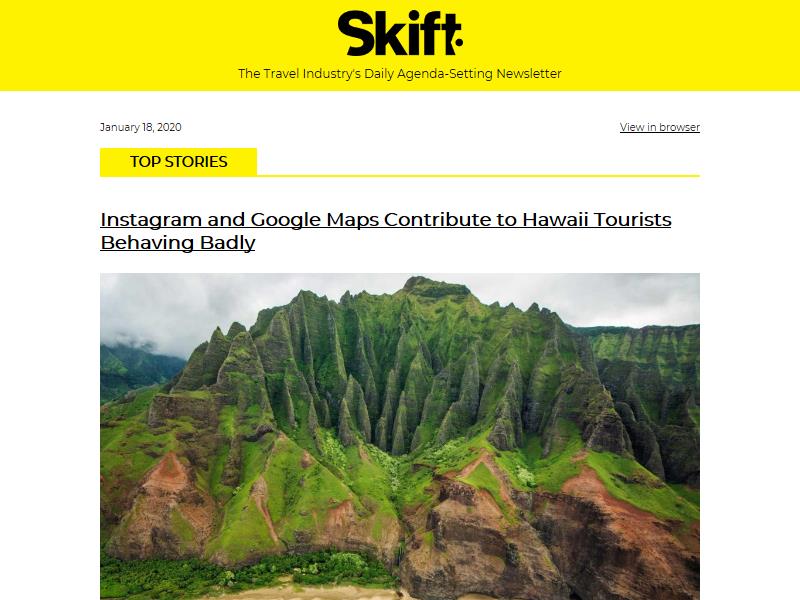 Skift
The Travel Industry's Daily Agenda-Setting Newsletter
January 18, 2020
View in browser
TOP STORIES
Instagram and Google Maps Contribute to Hawaii Tourists
Behaving Badly